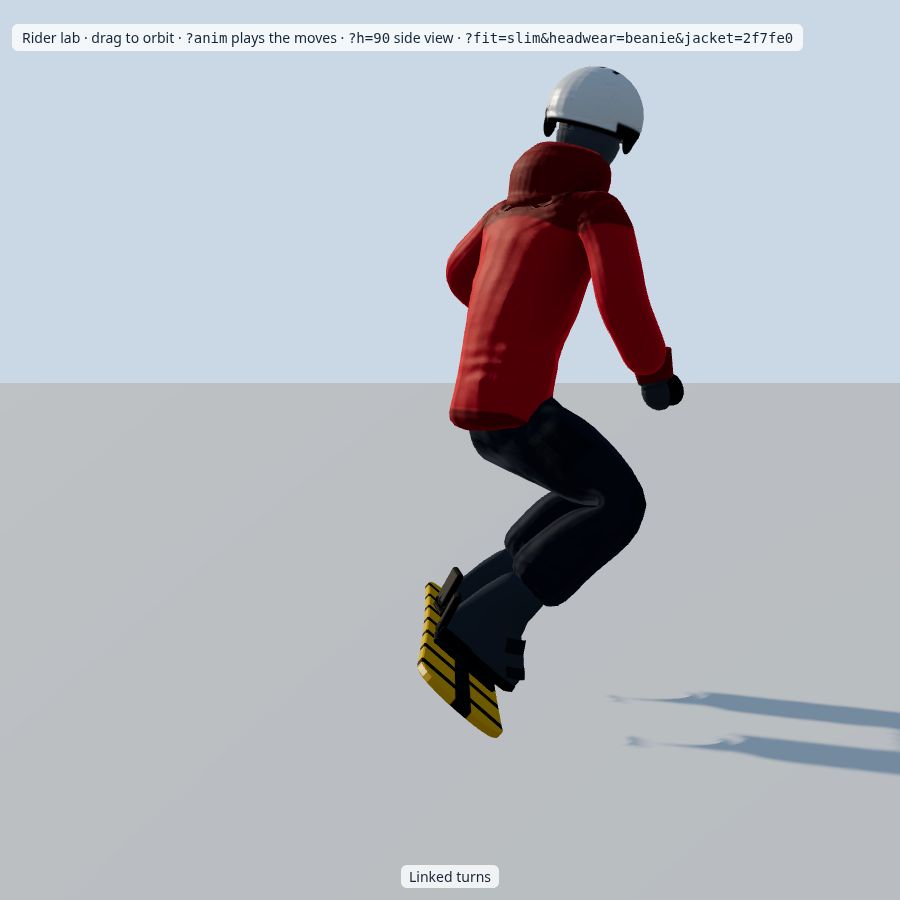 Rider lab · drag to orbit · ?anim plays the moves · ?h=90 side view · ?fit=slim&headwear=beanie&jacket=2f7fe0
Linked turns